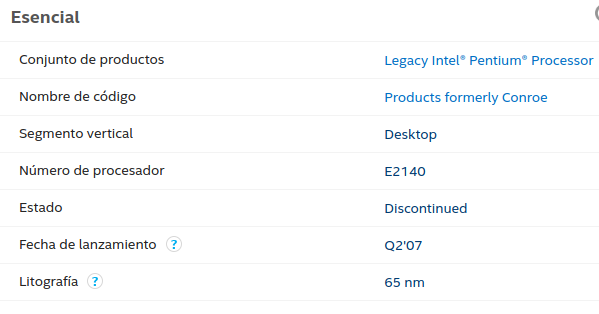 Esencial
Conjunto de productos Legacy Intel® Pentium® Processor
Nombre de código Products formerly Conroe
Segmento vertical Desktop
Número de procesador E2140
Estado Discontinued
Fecha de lanzamiento ? Q2'07
Litografía ? 65 nm